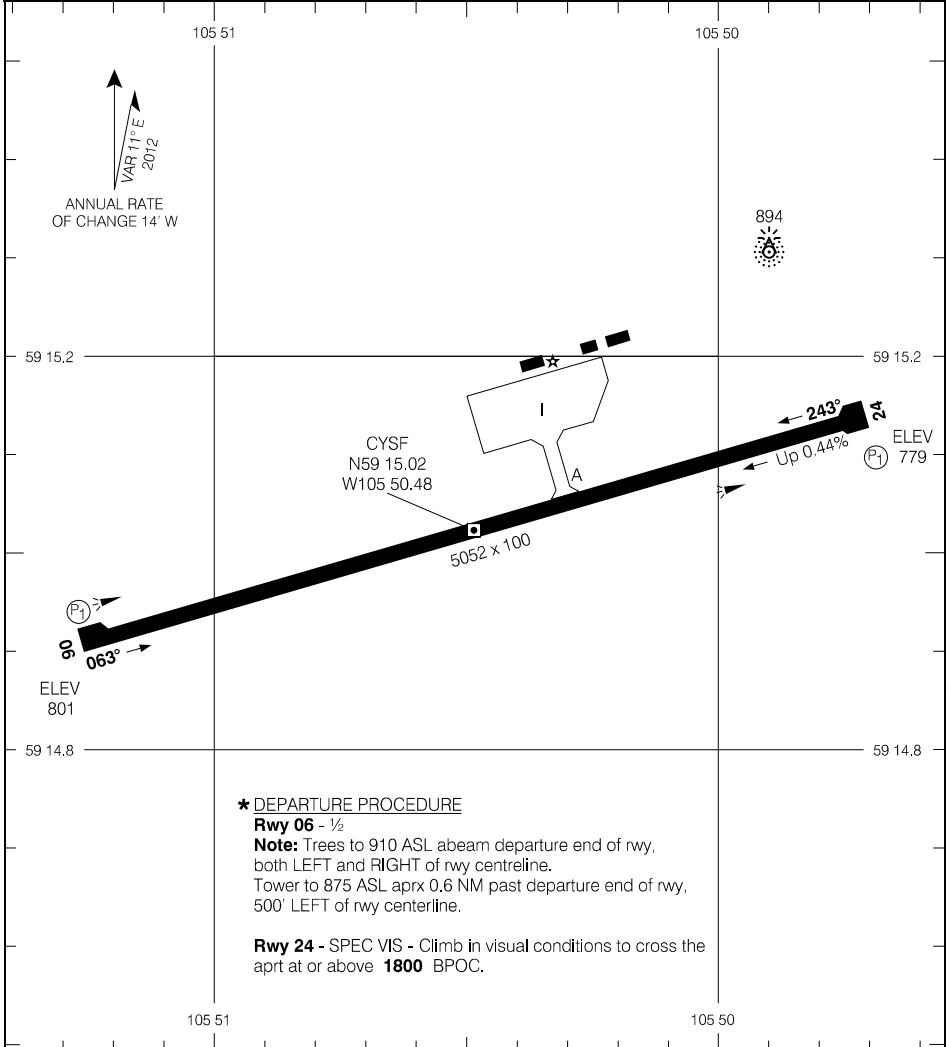 105 51
105 50
VAR 11° E
2012
ANNUAL RATE
OF CHANGE 14' W
894
59 15.2
59 15.2
I
243°
24
CYSF
N59 15.02
W105 50.48
A
Up 0.44%
P1
ELEV
779
5052 x 100
P1
06
063°
ELEV
801
59 14.8
59 14.8
* DEPARTURE PROCEDURE
Rwy 06 - ½
Note: Trees to 910 ASL abeam departure end of rwy,
both LEFT and RIGHT of rwy centreline.
Tower to 875 ASL aprx 0.6 NM past departure end of rwy,
500' LEFT of rwy centerline.
Rwy 24 - SPEC VIS - Climb in visual conditions to cross the
aprt at or above 1800 BPOC.
105 51
105 50